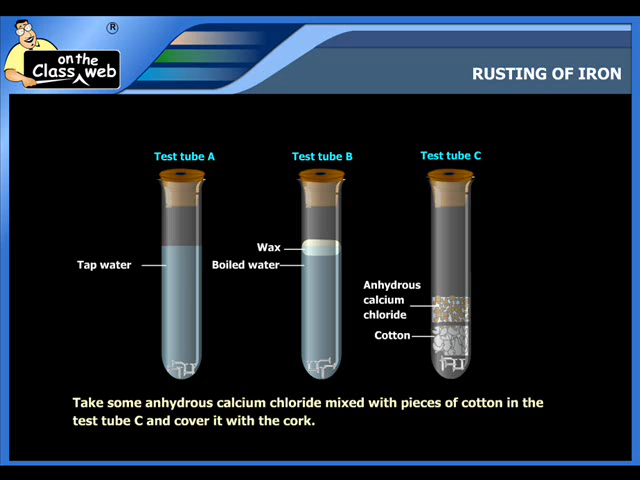 ®
on the
Class web
RUSTING OF IRON
Test tube A
Test tube B
Test tube C
Wax
Tap water
Boiled water
Anhydrous
calcium
chloride
Cotton
Take some anhydrous calcium chloride mixed with pieces of cotton in the
test tube C and cover it with the cork.